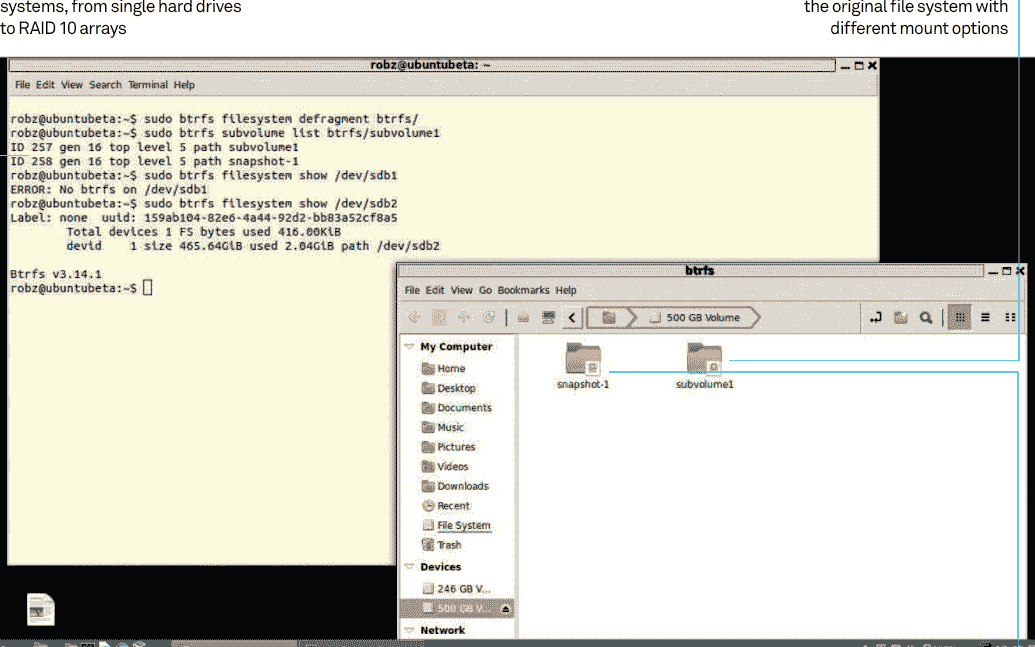 systems, from single hard drives
to RAID 10 arrays
the original file system with
different mount options
robz@ubuntubeta: ~
File Edit View Search Terminal Help
robz@ubuntubeta:~$ sudo btrfs filesystem defragment btrfs/
robz@ubuntubeta:~$ sudo btrfs subvolume list btrfs/subvolume1
ID 257 gen 16 top level 5 path subvolume1
ID 258 gen 16 top level 5 path snapshot-1
robz@ubuntubeta:~$ sudo btrfs filesystem show /dev/sdb1
ERROR: No btrfs on /dev/sdb1
robz@ubuntubeta:~$ sudo btrfs filesystem show /dev/sdb2
Label: none  uuid: 159ab104-82e6-4a44-92d2-bb83a52cf8a5
Total devices 1 FS bytes used 416.00KiB
devid    1 size 465.64GiB used 2.04GiB path /dev/sdb2
Btrfs v3.14.1
robz@ubuntubeta:~$
btrfs
File Edit View Go Bookmarks Help
500 GB Volume
My Computer
Home
Desktop
Documents
Music
Pictures
Videos
Downloads
Recent
File System
Trash
Devices
246 GB V...
500 GB V...
Network
snapshot-1
subvolume1